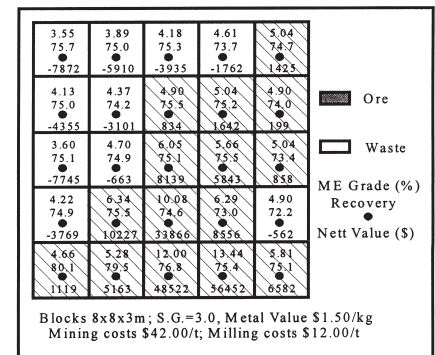 3.55 3.89 4.18 4.61 5.04
75.7 75.0 75.3 73.7 74.7
-7872 -5910 -3935 -1762 1425
4.13 4.37 4.90 5.04 4.90
75.0 74.2 75.5 75.2 74.0
-4355 -3101 834 1642 199
3.60 4.70 6.05 5.66 5.04
75.1 74.9 75.1 75.5 73.4
-7745 -663 8139 5843 858
4.22 6.34 10.08 6.29 4.90
74.9 75.5 74.6 73.0 72.2
-3769 10227 33866 8556 -562
4.66 5.28 12.00 13.44 5.81
80.1 79.5 76.8 75.4 75.1
1119 5163 48522 56452 6582
Ore
Waste
ME Grade (%)
Recovery
Nett Value ($)
Blocks 8x8x3m; S.G.=3.0, Metal Value $1.50/kg
Mining costs $42.00/t; Milling costs $12.00/t